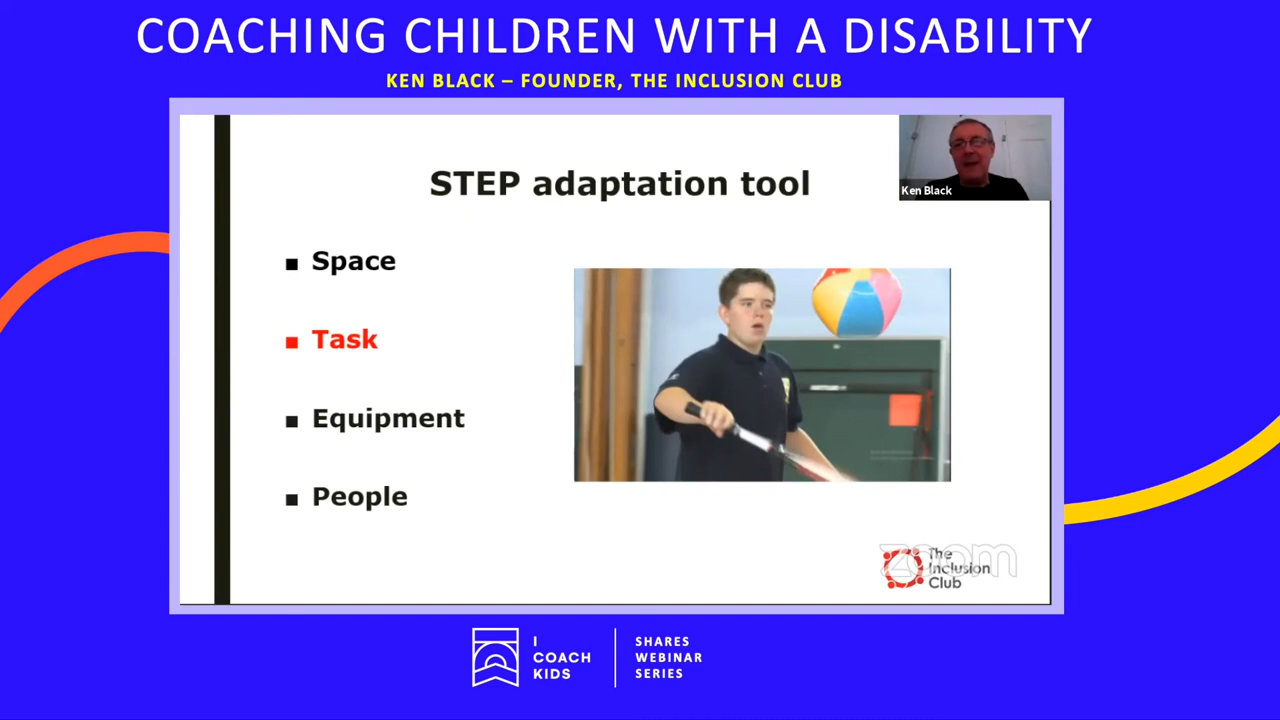 COACHING CHILDREN WITH A DISABILITY
KEN BLACK – FOUNDER, THE INCLUSION CLUB
STEP adaptation tool
Ken Black
Space
Task
Equipment
People
zoom
The
Inclusion
Club
I
COACH
KIDS
SHARES
WEBINAR
SERIES